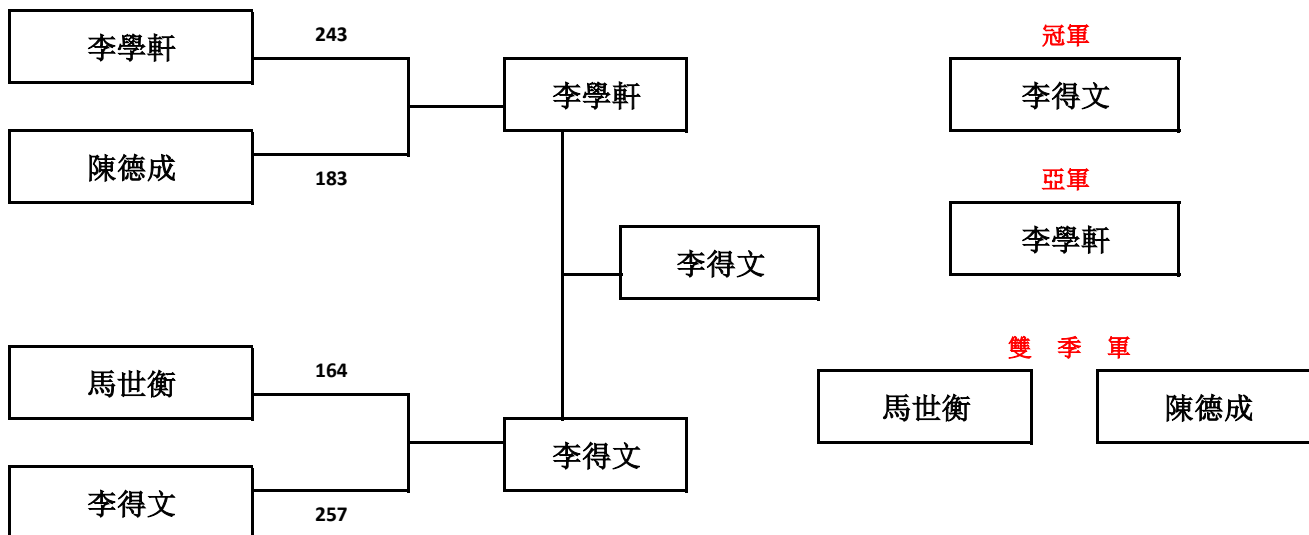 李學軒
243
李學軒
陳德成
183
李得文
馬世衡
164
李得文
李得文
257
冠軍
李得文
亞軍
李學軒
雙 季 軍
馬世衡
陳德成